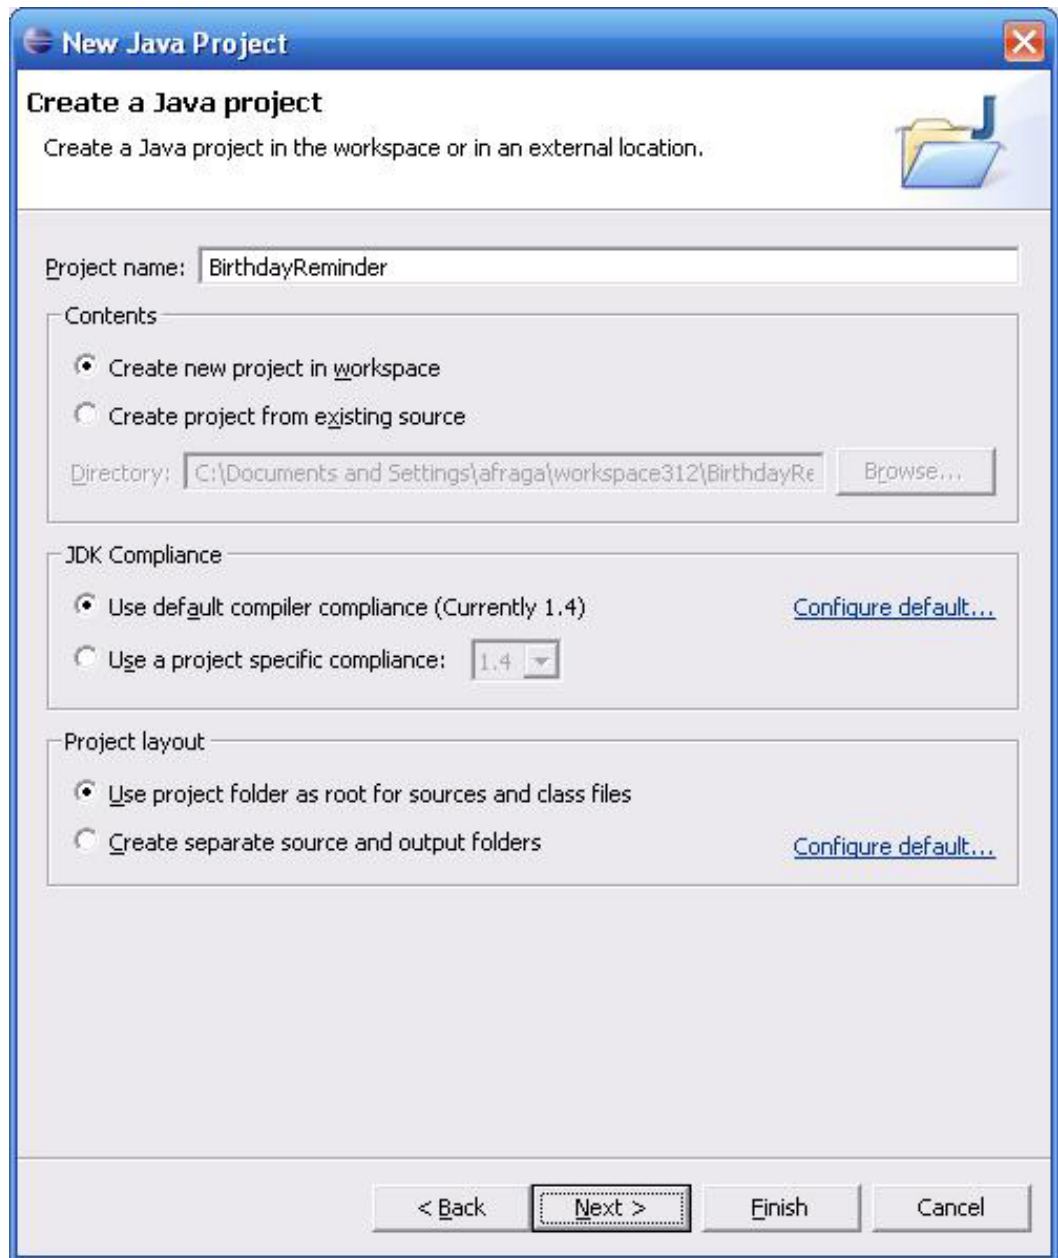 New Java Project
Create a Java project
Create a Java project in the workspace or in an external location.
Project name: BirthdayReminder
Contents
Create new project in workspace
Create project from existing source
Directory: C:\Documents and Settings\afraga\workspace312\BirthdayRe Browse...
JDK Compliance
Use default compiler compliance (Currently 1.4) Configure default...
Use a project specific compliance: 1.4
Project layout
Use project folder as root for sources and class files
Create separate source and output folders Configure default...
< Back Next > Finish Cancel